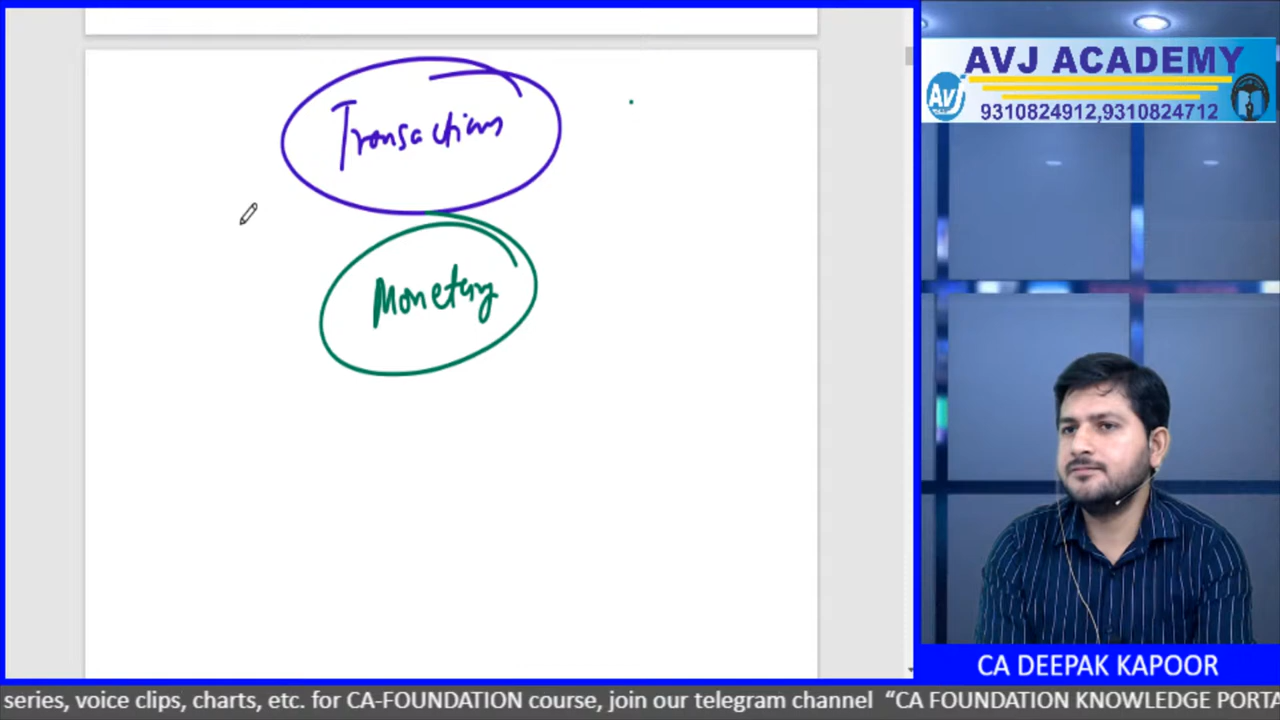 Transactions
Monetary
AVJ ACADEMY
AVJ
9310824912,9310824712
CA DEEPAK KAPOOR
series, voice clips, charts, etc. for CA-FOUNDATION course, join our telegram channel “CA FOUNDATION KNOWLEDGE PORTA